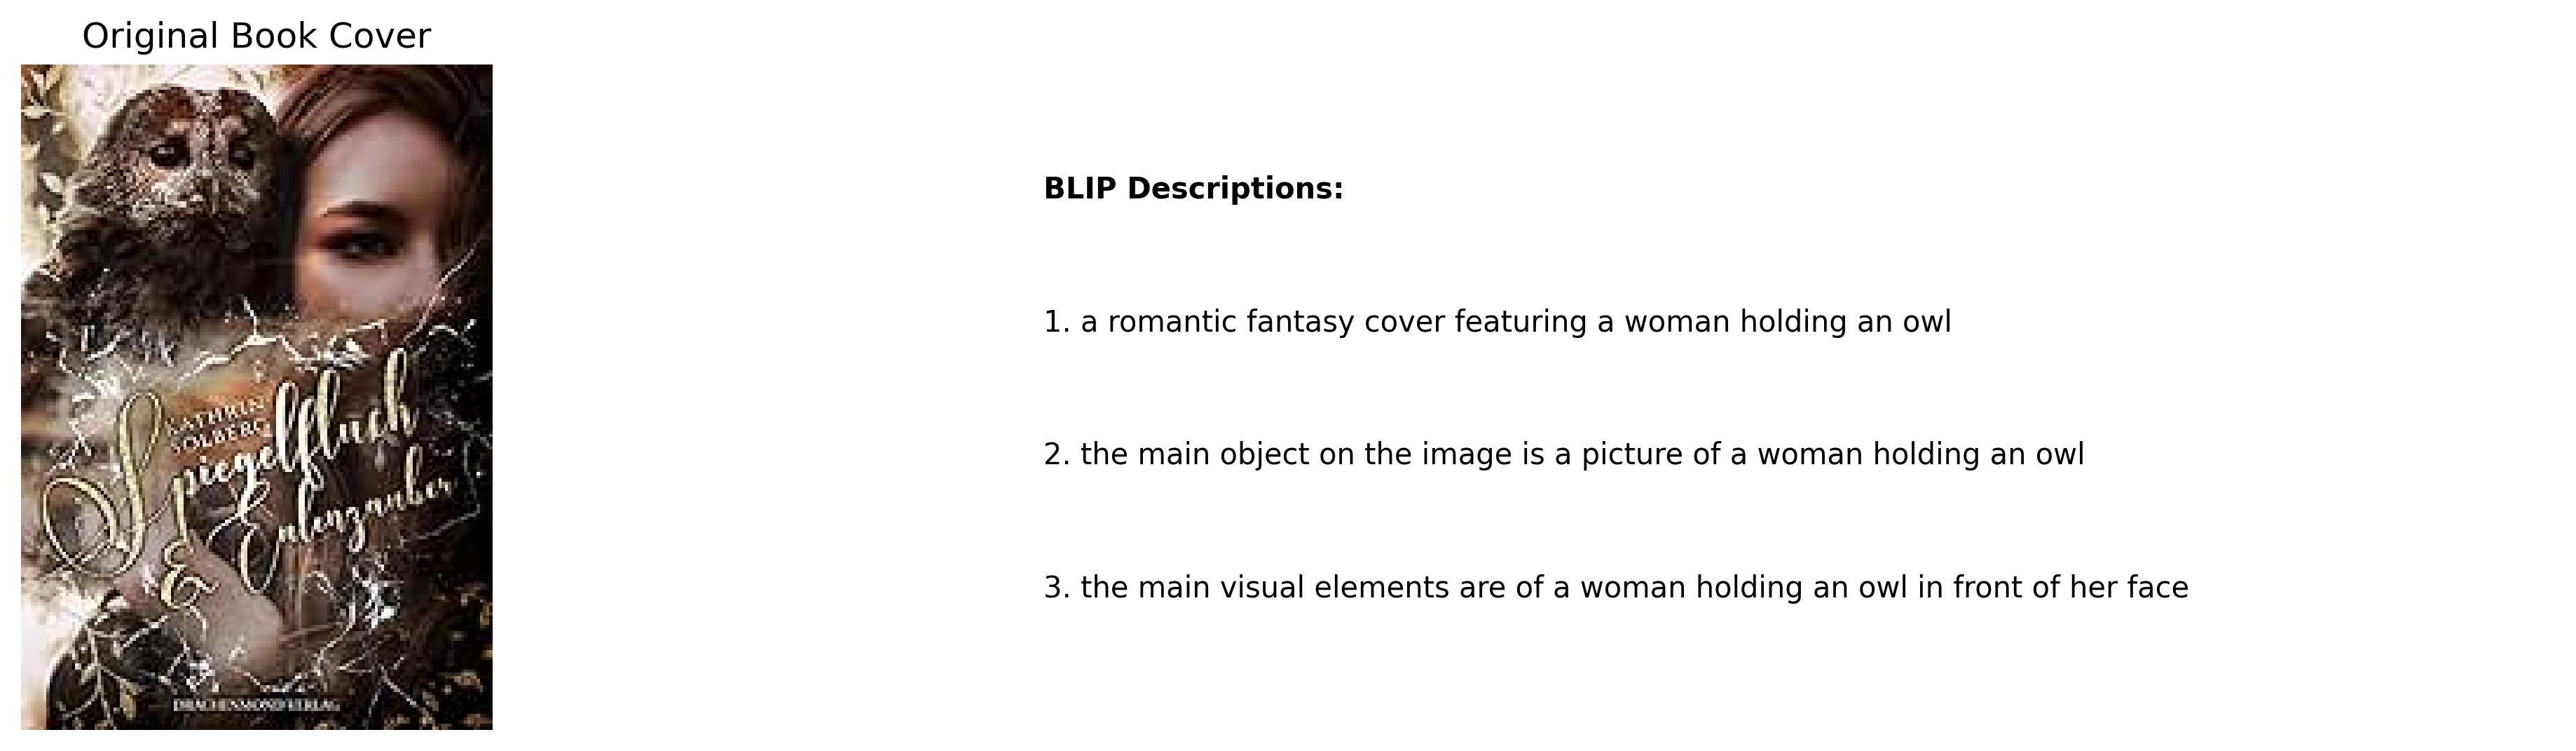 Original Book Cover
KATHRIN
SOLBERG
Spiegelfluch
& Eulenzauber
DRACHENMOND VERLAG
BLIP Descriptions:
1. a romantic fantasy cover featuring a woman holding an owl
2. the main object on the image is a picture of a woman holding an owl
3. the main visual elements are of a woman holding an owl in front of her face